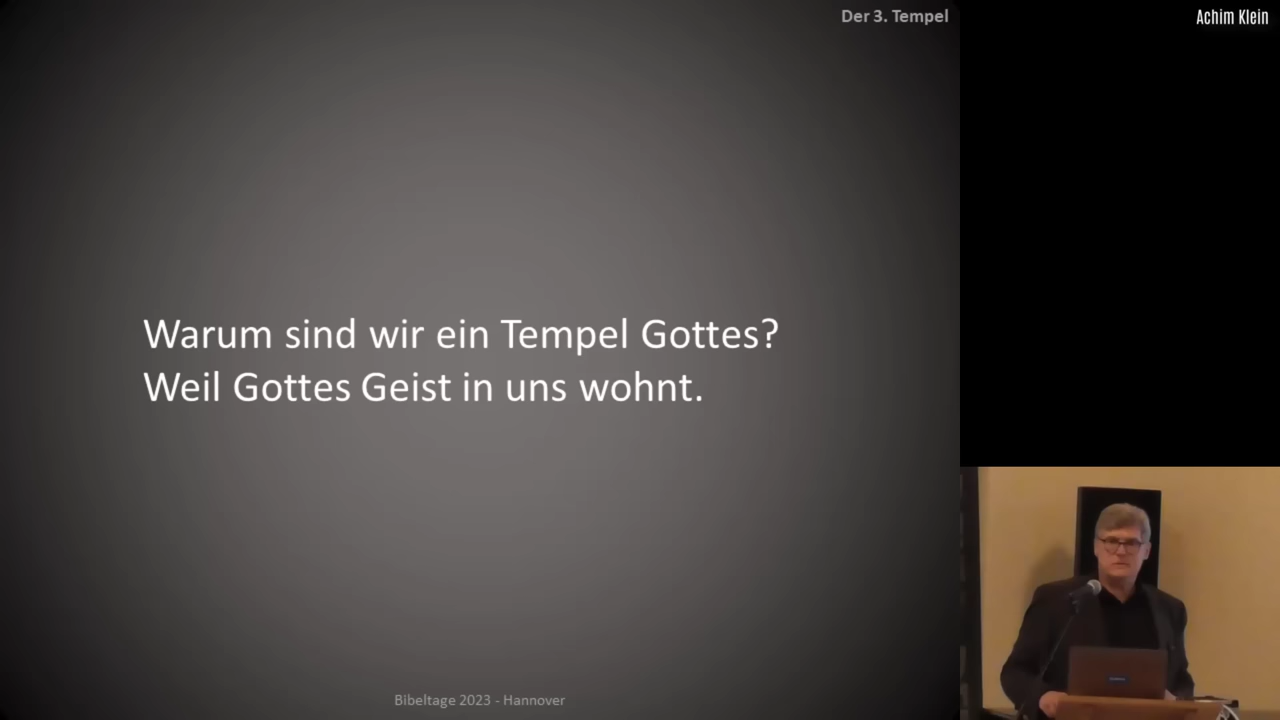 Der 3. Tempel
Achim Klein
Warum sind wir ein Tempel Gottes?
Weil Gottes Geist in uns wohnt.
Bibeltage 2023 - Hannover